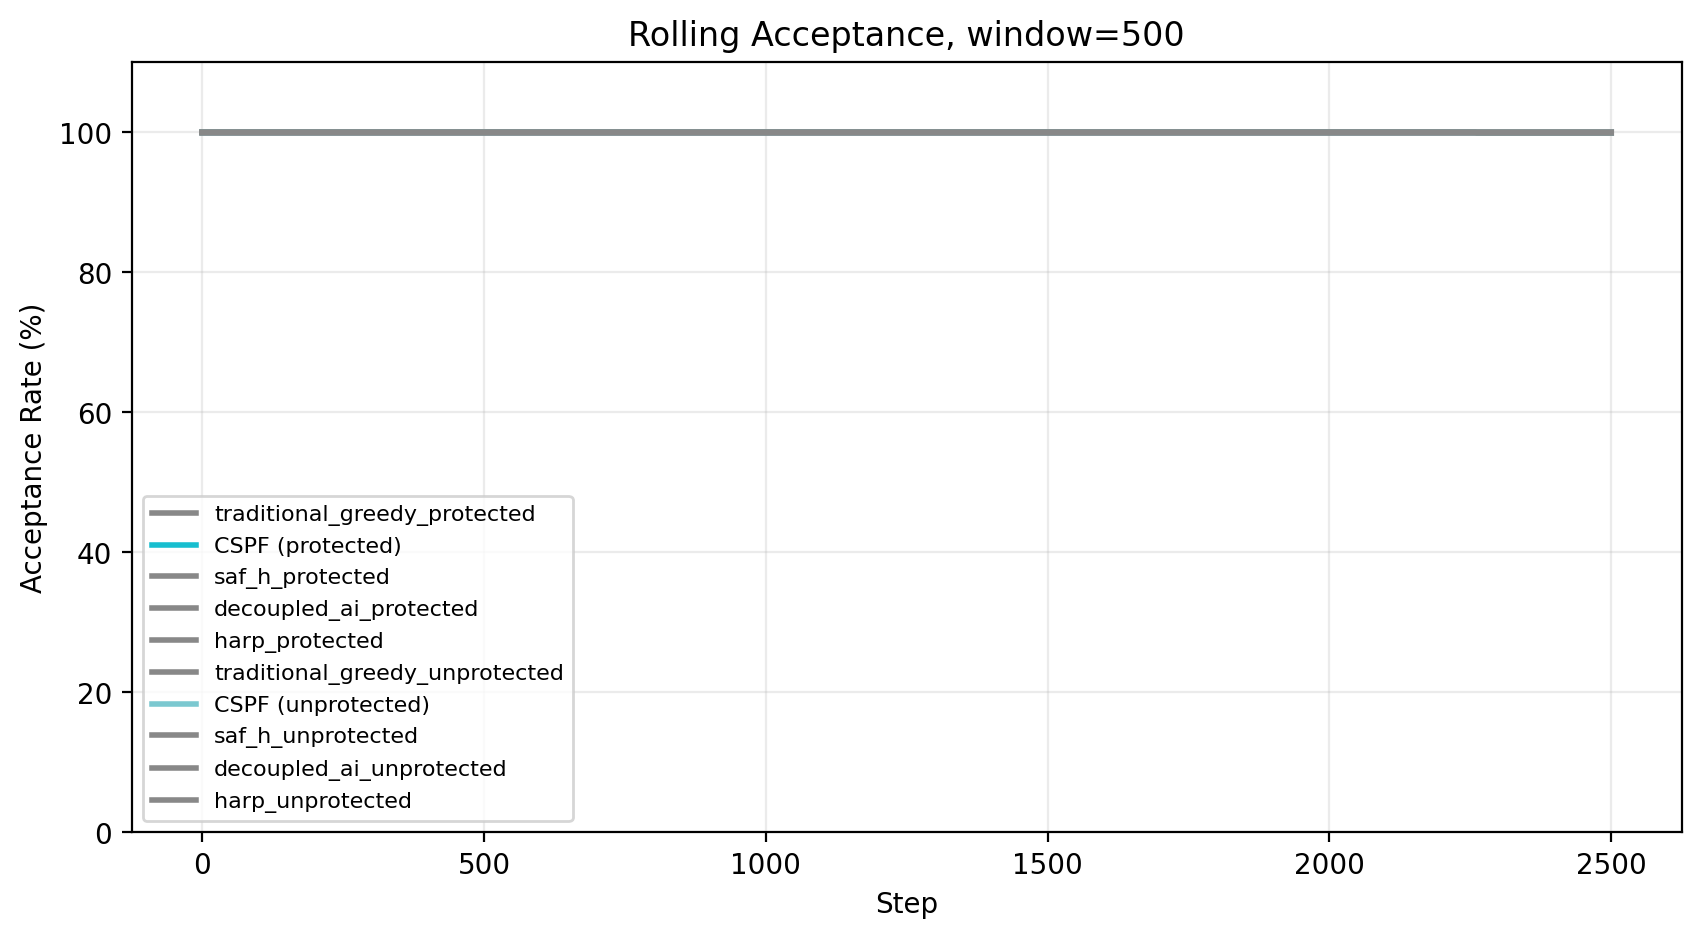 Rolling Acceptance, window=500
Acceptance Rate (%)
100
80
60
40
20
0
traditional_greedy_protected
CSPF (protected)
saf_h_protected
decoupled_ai_protected
harp_protected
traditional_greedy_unprotected
CSPF (unprotected)
saf_h_unprotected
decoupled_ai_unprotected
harp_unprotected
0 500 1000 1500 2000 2500
Step